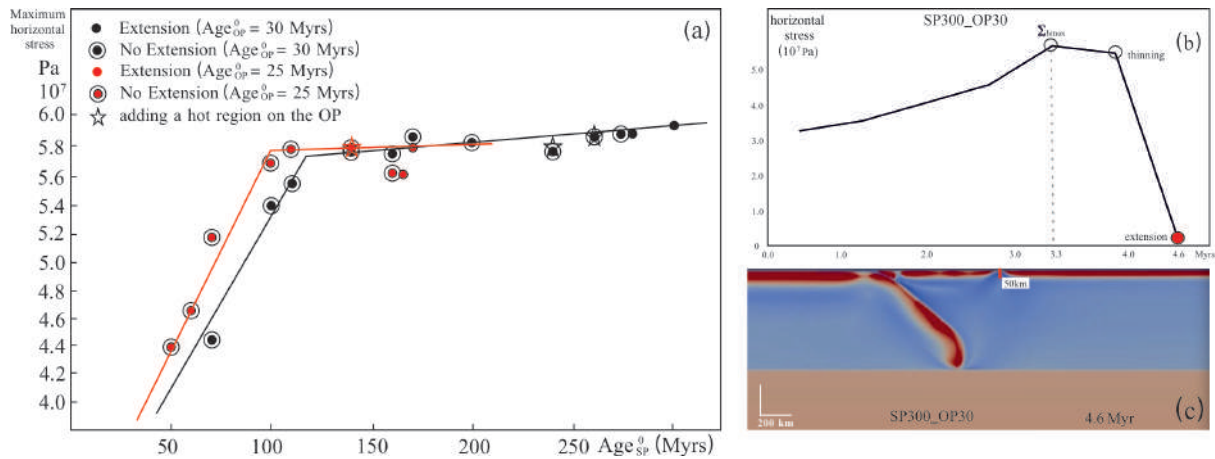 Maximum
horizontal
stress
Pa
10⁷
6.0
5.8
5.6
5.4
5.2
5.0
4.8
4.6
4.4
4.2
4.0
Extension (Age⁰OP = 30 Myrs)
No Extension (Age⁰OP = 30 Myrs)
Extension (Age⁰OP = 25 Myrs)
No Extension (Age⁰OP = 25 Myrs)
adding a hot region on the OP
(a)
50 100 150 200 250 Age⁰SP (Myrs)
horizontal
stress
(10⁷Pa)
SP300_OP30
(b)
thinning
extension
5.0
4.0
3.0
2.0
1.0
0.0
0.0 1.0 2.0 3.0 3.3 4.0 4.6 Myrs
50km
200 km
SP300_OP30 4.6 Myr
(c)